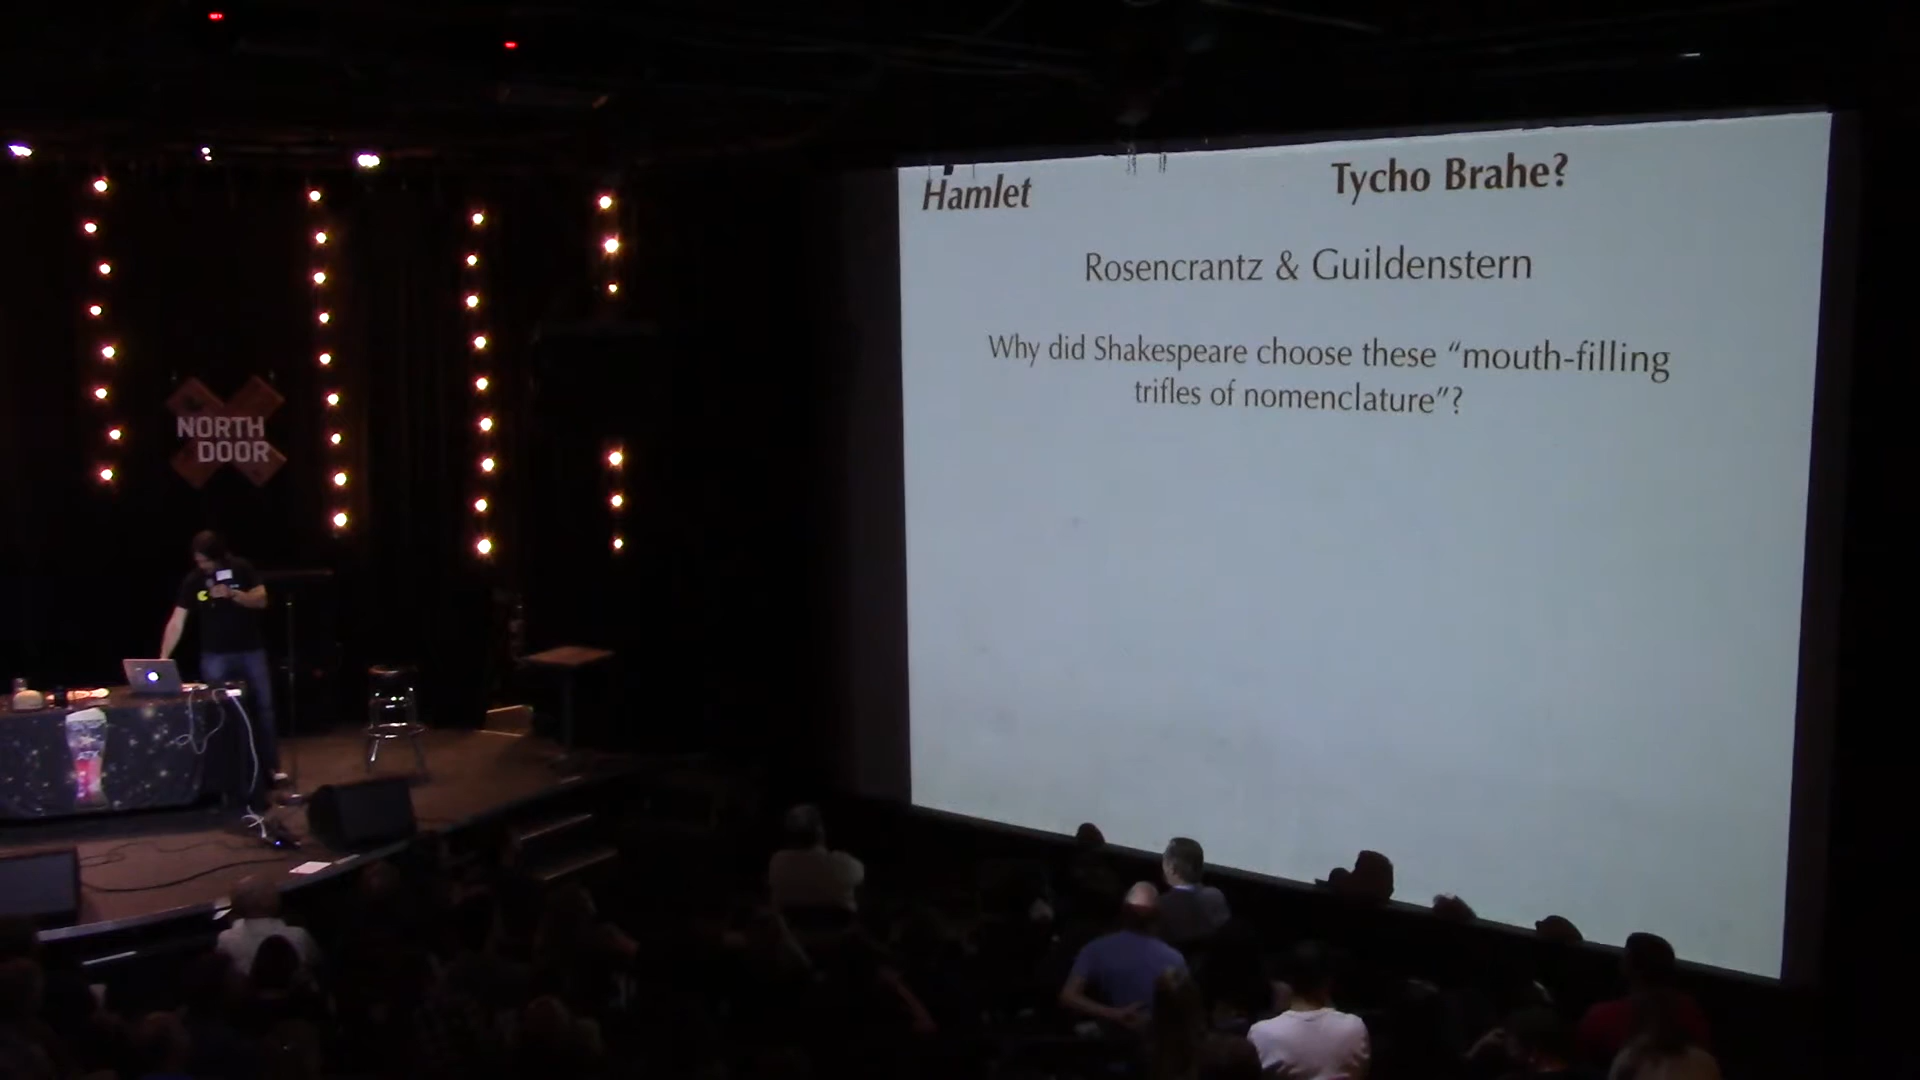 Hamlet
Tycho Brahe?
Rosencrantz & Guildenstern
Why did Shakespeare choose these “mouth-filling
trifles of nomenclature”?
NORTH
DOOR